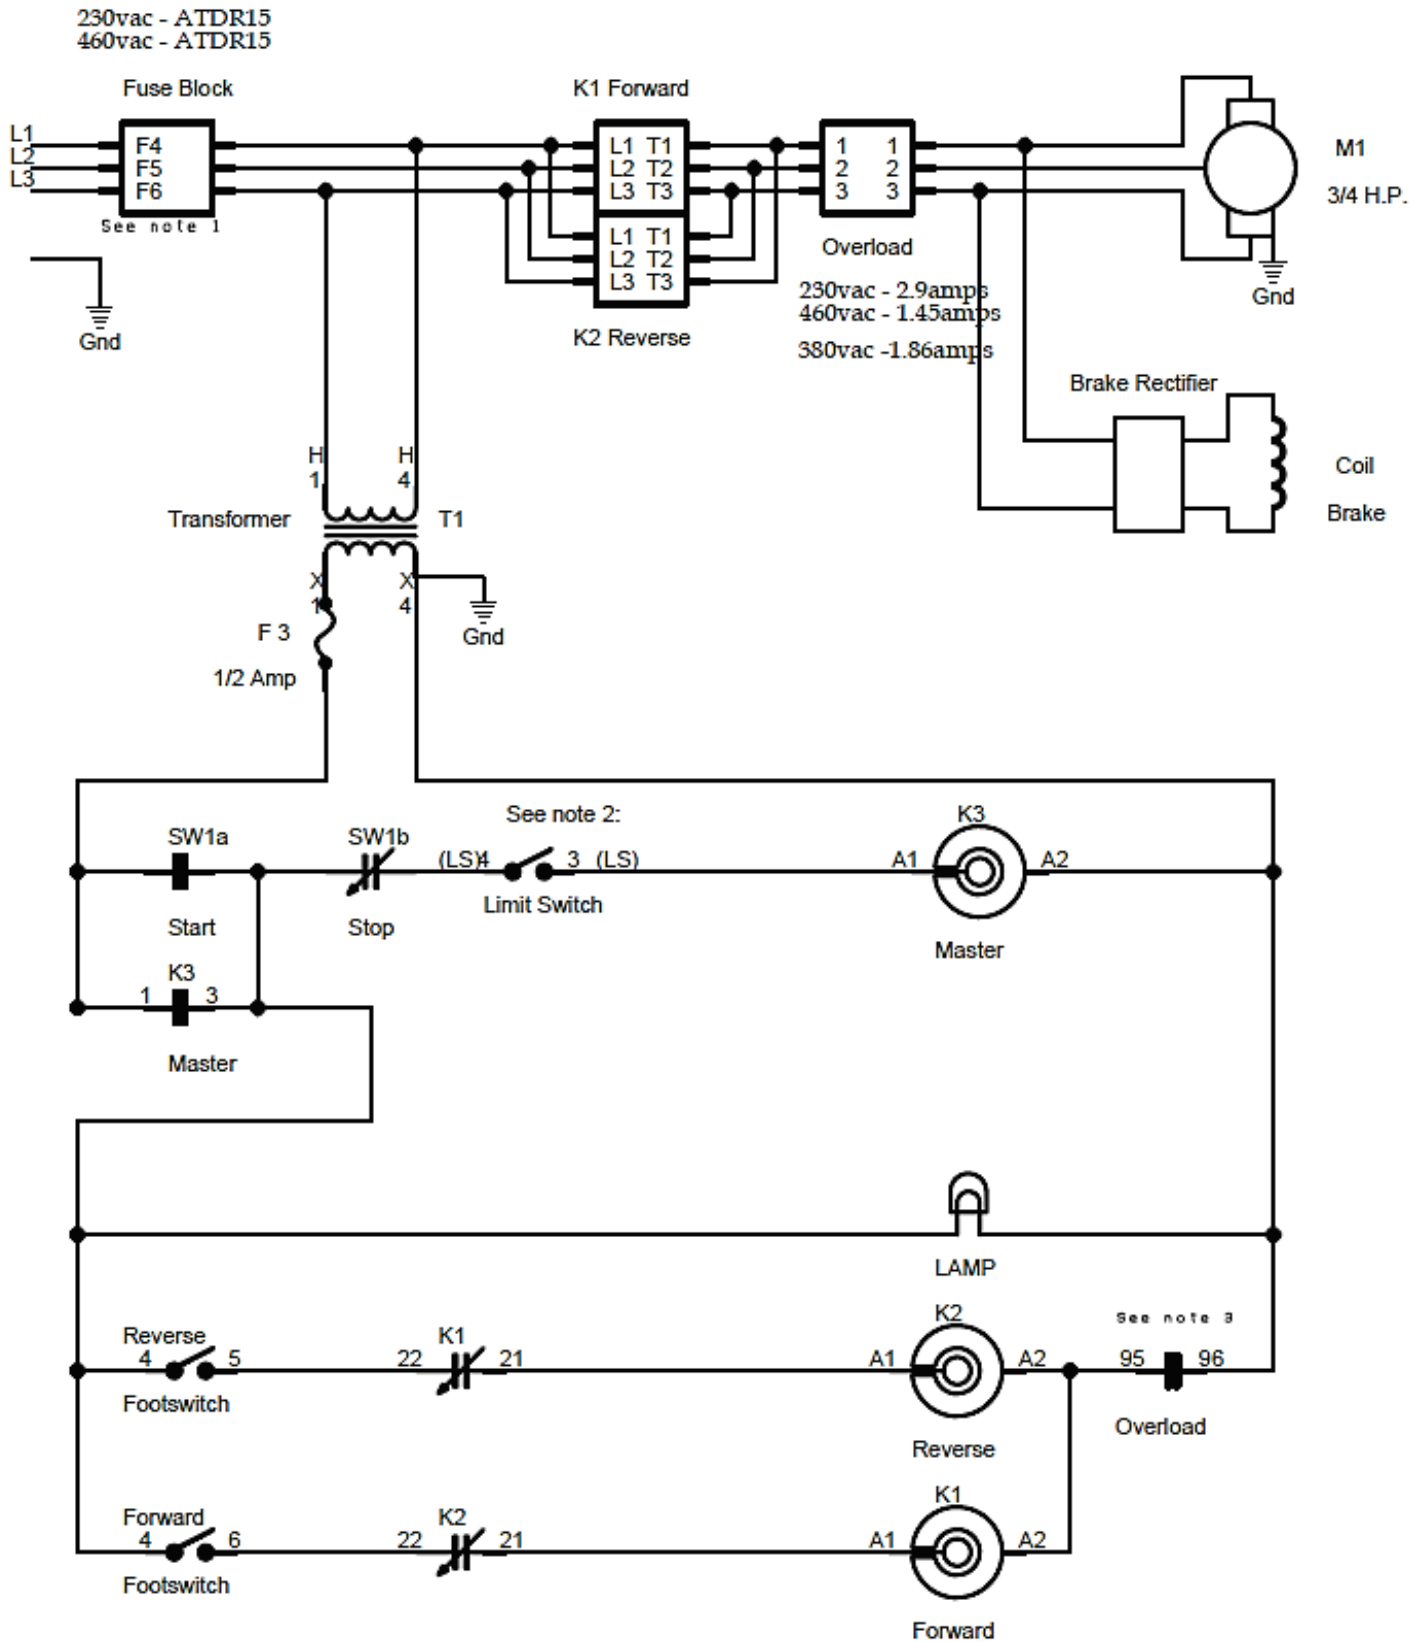 230vac - ATDR15
460vac - ATDR15
Fuse Block
K1 Forward
L1
L2
L3
F4
F5
F6
See note 1
L1 T1
L2 T2
L3 T3
L1 T1
L2 T2
L3 T3
K2 Reverse
1 1
2 2
3 3
Overload
230vac - 2.9amps
460vac - 1.45amps
380vac -1.86amps
M1
3/4 H.P.
Gnd
Gnd
Brake Rectifier
Coil
Brake
H
1
H
4
Transformer
T1
X
1
X
4
Gnd
F 3
1/2 Amp
See note 2:
K3
SW1a
SW1b
(LS)4
3 (LS)
A1
A2
Limit Switch
Start
Stop
Master
K3
1
3
Master
LAMP
See note 3
Reverse
K1
K2
4
5
22
21
A1
A2
95
96
Footswitch
Reverse
Overload
Forward
K2
K1
4
6
22
21
A1
A2
Footswitch
Forward